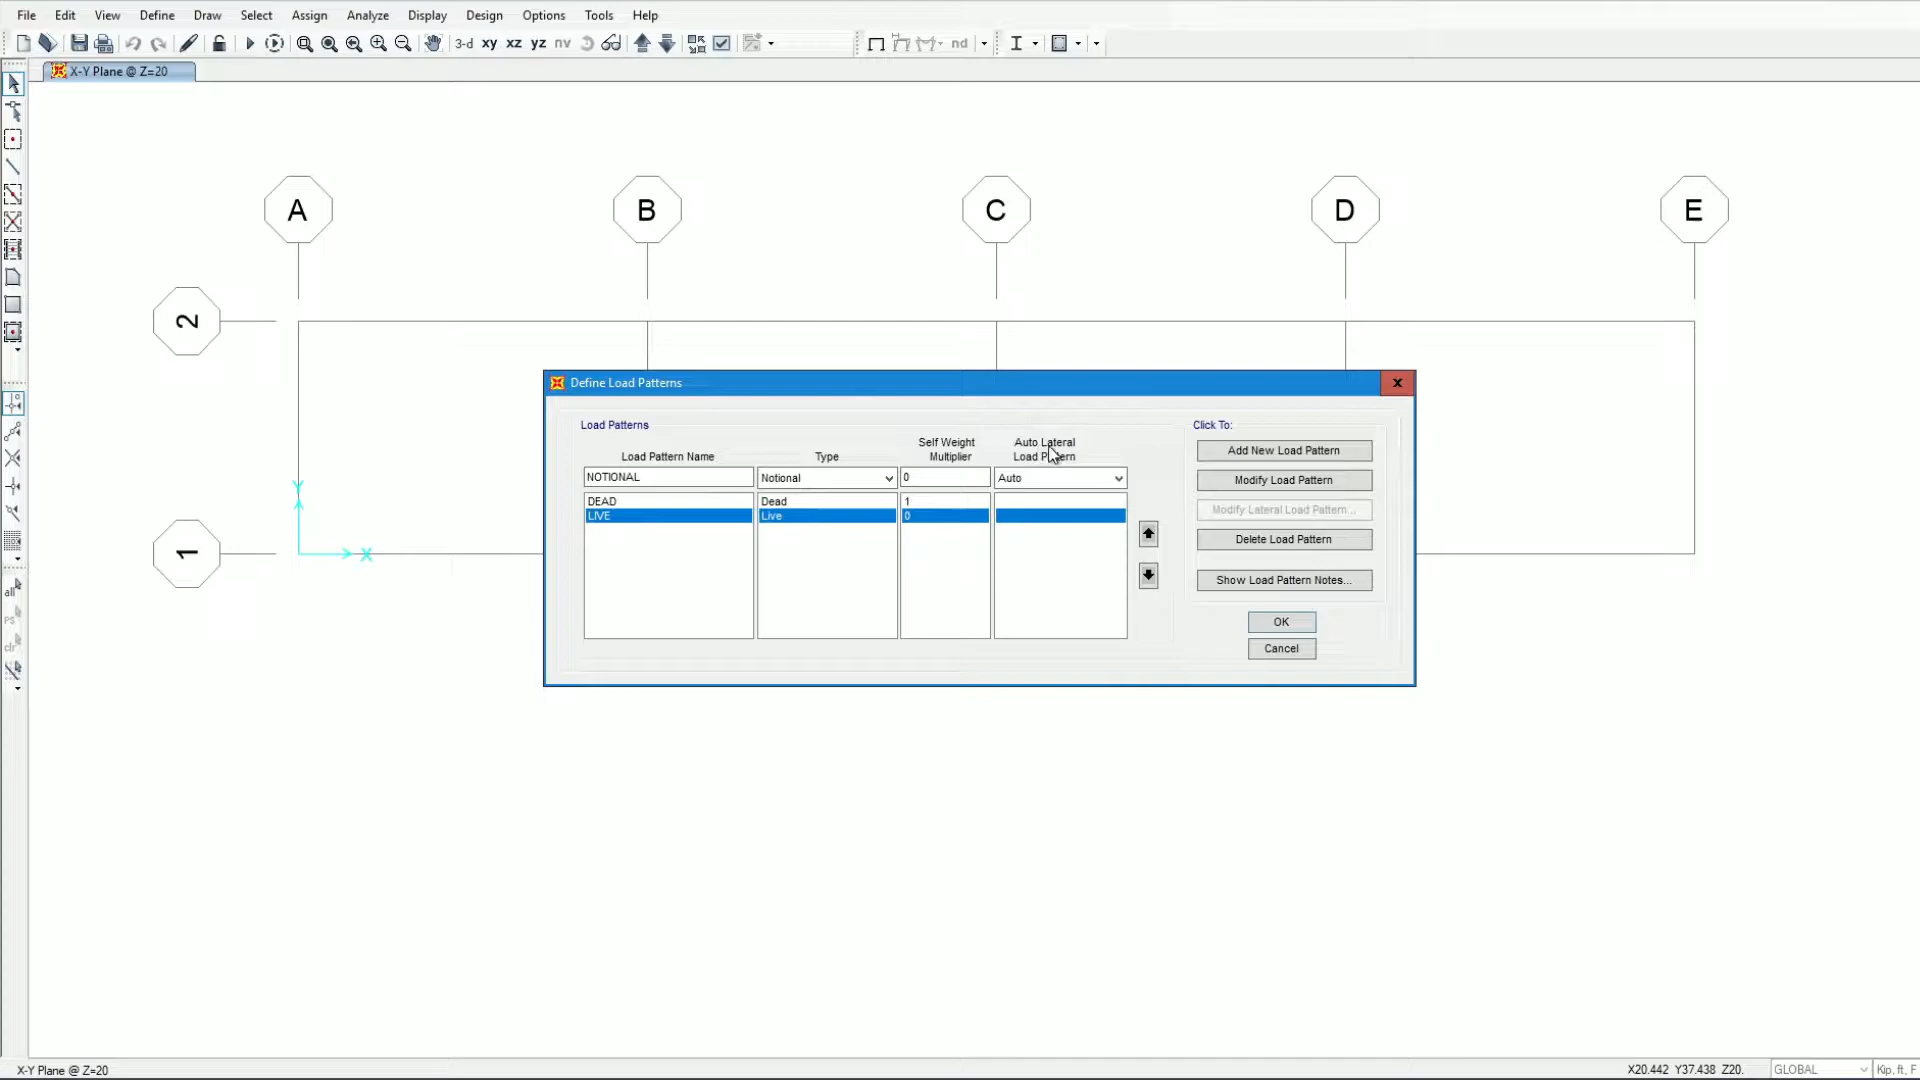 File Edit View Define Draw Select Assign Analyze Display Design Options Tools Help
3-d xy xz yz nv nd
X-Y Plane @ Z=20
A B C D E
2
Define Load Patterns
Load Patterns
Click To:
Self Weight Auto Lateral
Load Pattern Name Type Multiplier Load Pattern
Add New Load Pattern
NOTIONAL Notional 0 Auto
Modify Load Pattern
DEAD Dead 1
LIVE Live 0
Modify Lateral Load Pattern...
Delete Load Pattern
Show Load Pattern Notes...
OK
Cancel
Y
X
1
all
ps
clr
X-Y Plane @ Z=20
X20.442 Y37.438 Z20.
GLOBAL
Kip, ft, F